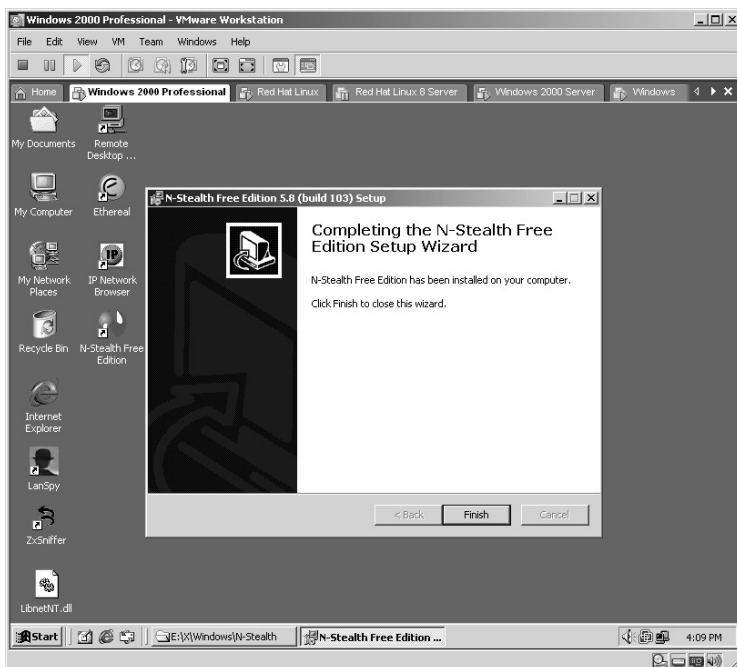 Windows 2000 Professional - VMware Workstation
File Edit View VM Team Windows Help
Home Windows 2000 Professional Red Hat Linux Red Hat Linux 8 Server Windows 2000 Server Windows
My Documents
Remote
Desktop ...
My Computer
Ethereal
My Network
Places
IP Network
Browser
Recycle Bin
N-Stealth Free
Edition
Internet
Explorer
LanSpy
ZxSniffer
LibnetNT.dll
N-Stealth Free Edition 5.8 (build 103) Setup
Completing the N-Stealth Free
Edition Setup Wizard
N-Stealth Free Edition has been installed on your computer.
Click Finish to close this wizard.
< Back Finish Cancel
Start E:\X\Windows\N-Stealth N-Stealth Free Edition ... 4:09 PM